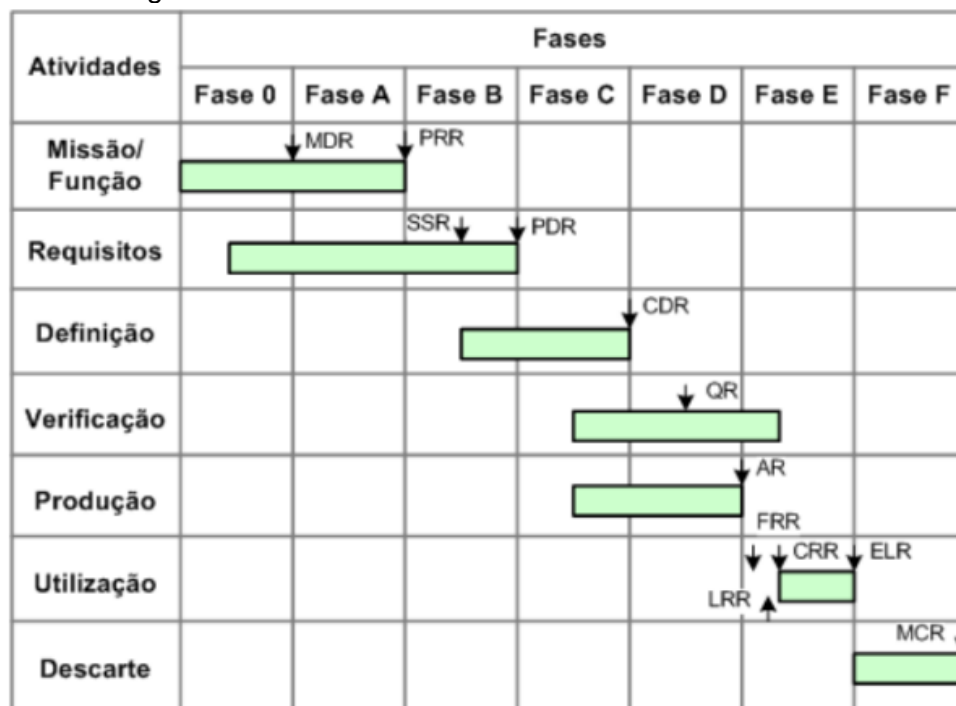 Atividades
Fases
Fase 0 Fase A Fase B Fase C Fase D Fase E Fase F
Missão/
Função
MDR PRR
Requisitos
SSR PDR
Definição
CDR
Verificação
QR
Produção
AR
FRR
Utilização
CRR ELR
LRR
Descarte
MCR